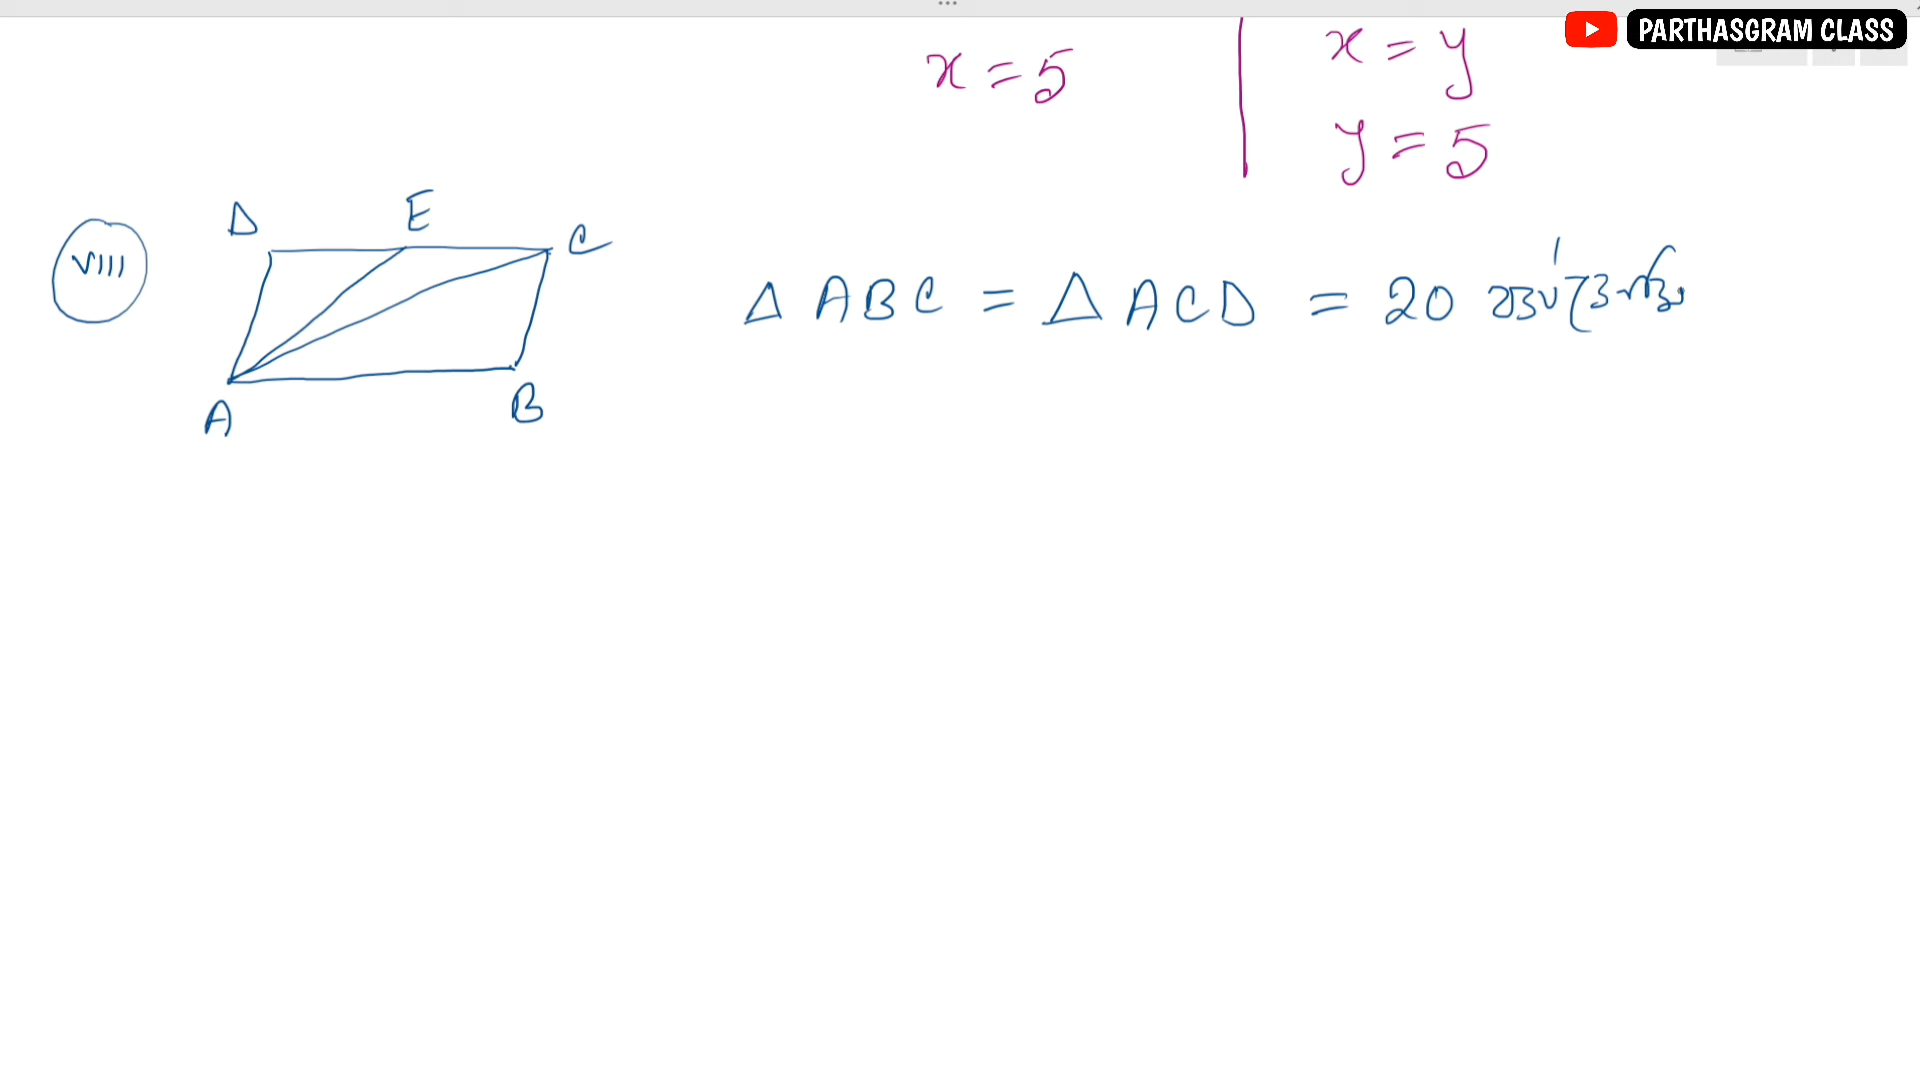 PARTHASGRAM CLASS
x = 5
x = y
y = 5
VIII
D E C
A B
Δ ABC = Δ ACD = 20